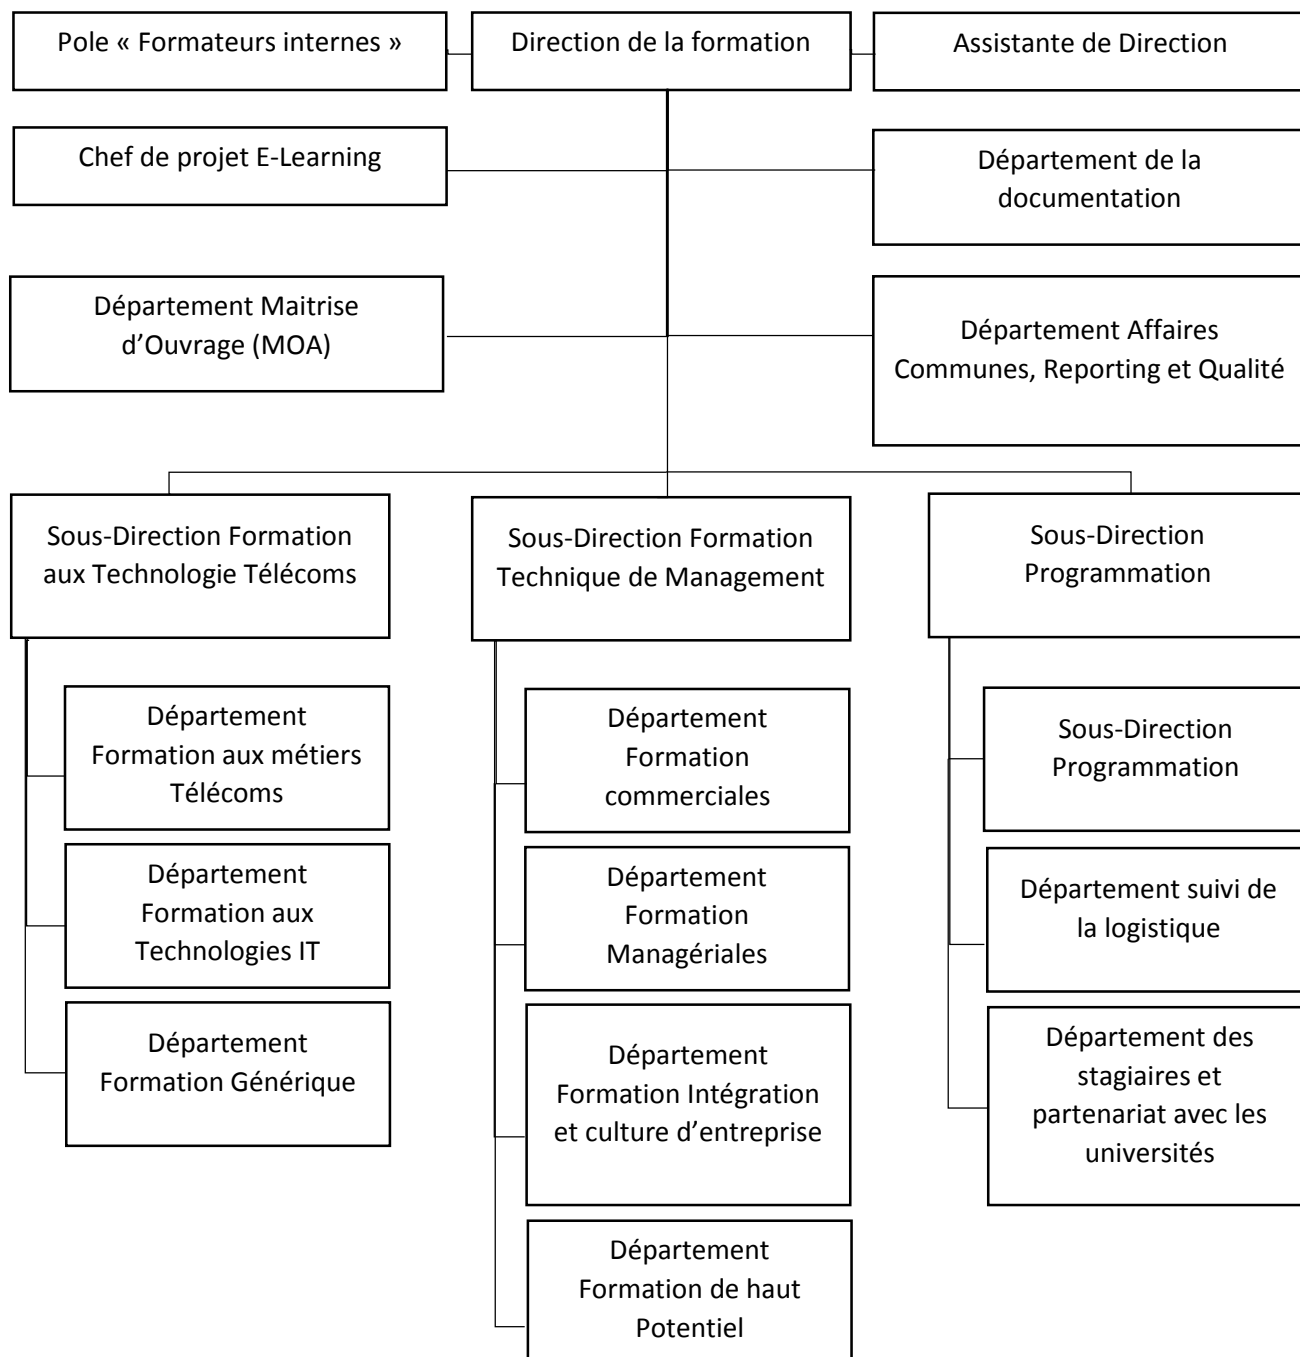 Pole « Formateurs internes »
Direction de la formation
Assistante de Direction
Chef de projet E-Learning
Département de la
documentation
Département Maitrise
d’Ouvrage (MOA)
Département Affaires
Communes, Reporting et Qualité
Sous-Direction Formation
aux Technologie Télécoms
Sous-Direction Formation
Technique de Management
Sous-Direction
Programmation
Département
Formation aux métiers
Télécoms
Département
Formation aux
Technologies IT
Département
Formation Générique
Département
Formation
commerciales
Département
Formation
Managériales
Département
Formation Intégration
et culture d’entreprise
Département
Formation de haut
Potentiel
Sous-Direction
Programmation
Département suivi de
la logistique
Département des
stagiaires et
partenariat avec les
universités